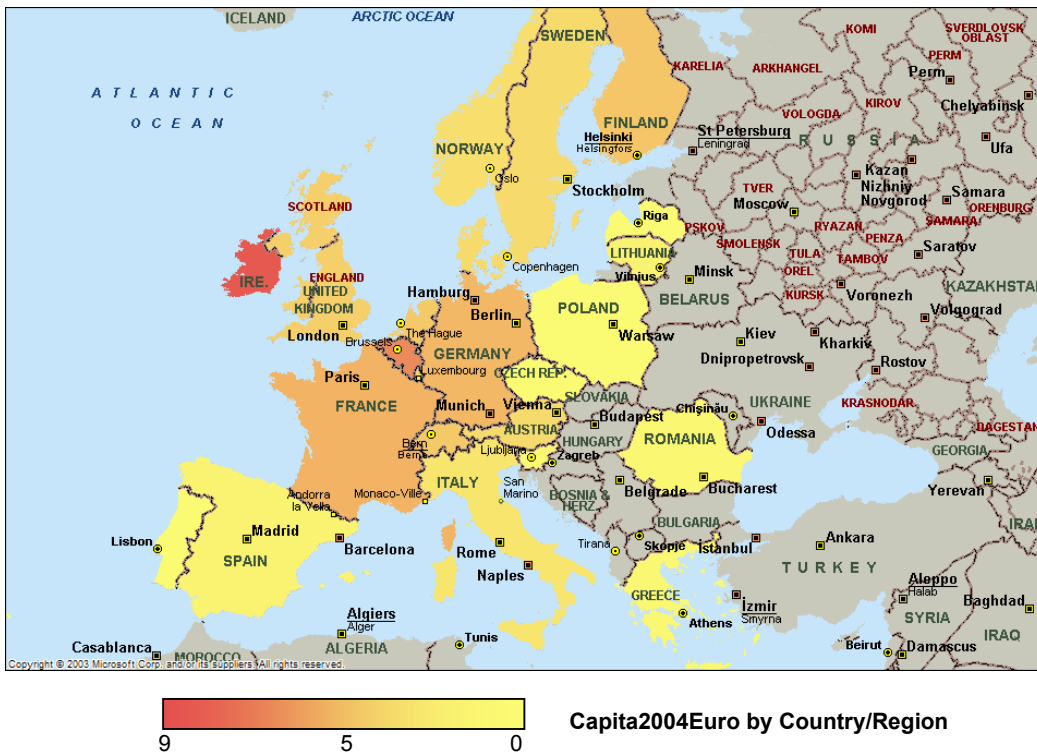 ICELAND
ARCTIC OCEAN
SWEDEN
KOMI
SVERDLOVSK
OBLAST
PERM
KARELIA
ARKHANGEL
Perm
ATLANTIC
OCEAN
Chelyabinsk
KIROV
VOLOGDA
FINLAND
St Petersburg
Leningrad
RUSSIA
Ufa
Helsinki
Helsingfors
NORWAY
Oslo
Kazan
Nizhniy
Novgorod
Stockholm
TVER
Moscow
Samara
ORENBURG
SCOTLAND
Riga
PSKOV
RYAZAN
SAMARA
SMOLENSK
PENZA
LITHUANIA
TULA
TAMBOV
Saratov
IRE.
ENGLAND
UNITED
KINGDOM
Copenhagen
Vilnius
Minsk
OREL
Hamburg
BELARUS
KURSK
Voronezh
KAZAKHSTAN
POLAND
Berlin
London
The Hague
Brussels
Warsaw
Kiev
Kharkiv
Volgograd
GERMANY
Dnipropetrovsk
Rostov
Luxembourg
CZECH REP.
Paris
SLOVAKIA
FRANCE
Munich
Vienna
Budapest
Chişinău
UKRAINE
KRASNODAR
AUSTRIA
Odessa
DAGESTAN
Bern
Berne
Ljubljana
HUNGARY
ROMANIA
Zagreb
GEORGIA
ITALY
San
Marino
BOSNIA &
HERZ.
Belgrade
Bucharest
Yerevan
Andorra
la Vella
Monaco-Ville
IRAN
BULGARIA
Lisbon
Madrid
Barcelona
Rome
Tirana
Skopje
Istanbul
Ankara
SPAIN
Naples
TURKEY
GREECE
Aleppo
Halab
İzmir
Smyrna
Athens
Baghdad
Algiers
Alger
SYRIA
Casablanca
MOROCCO
ALGERIA
Tunis
Beirut
Damascus
IRAQ
Copyright © 2003 Microsoft Corp. and/or its suppliers. All rights reserved.
9
5
0
Capita2004Euro by Country/Region